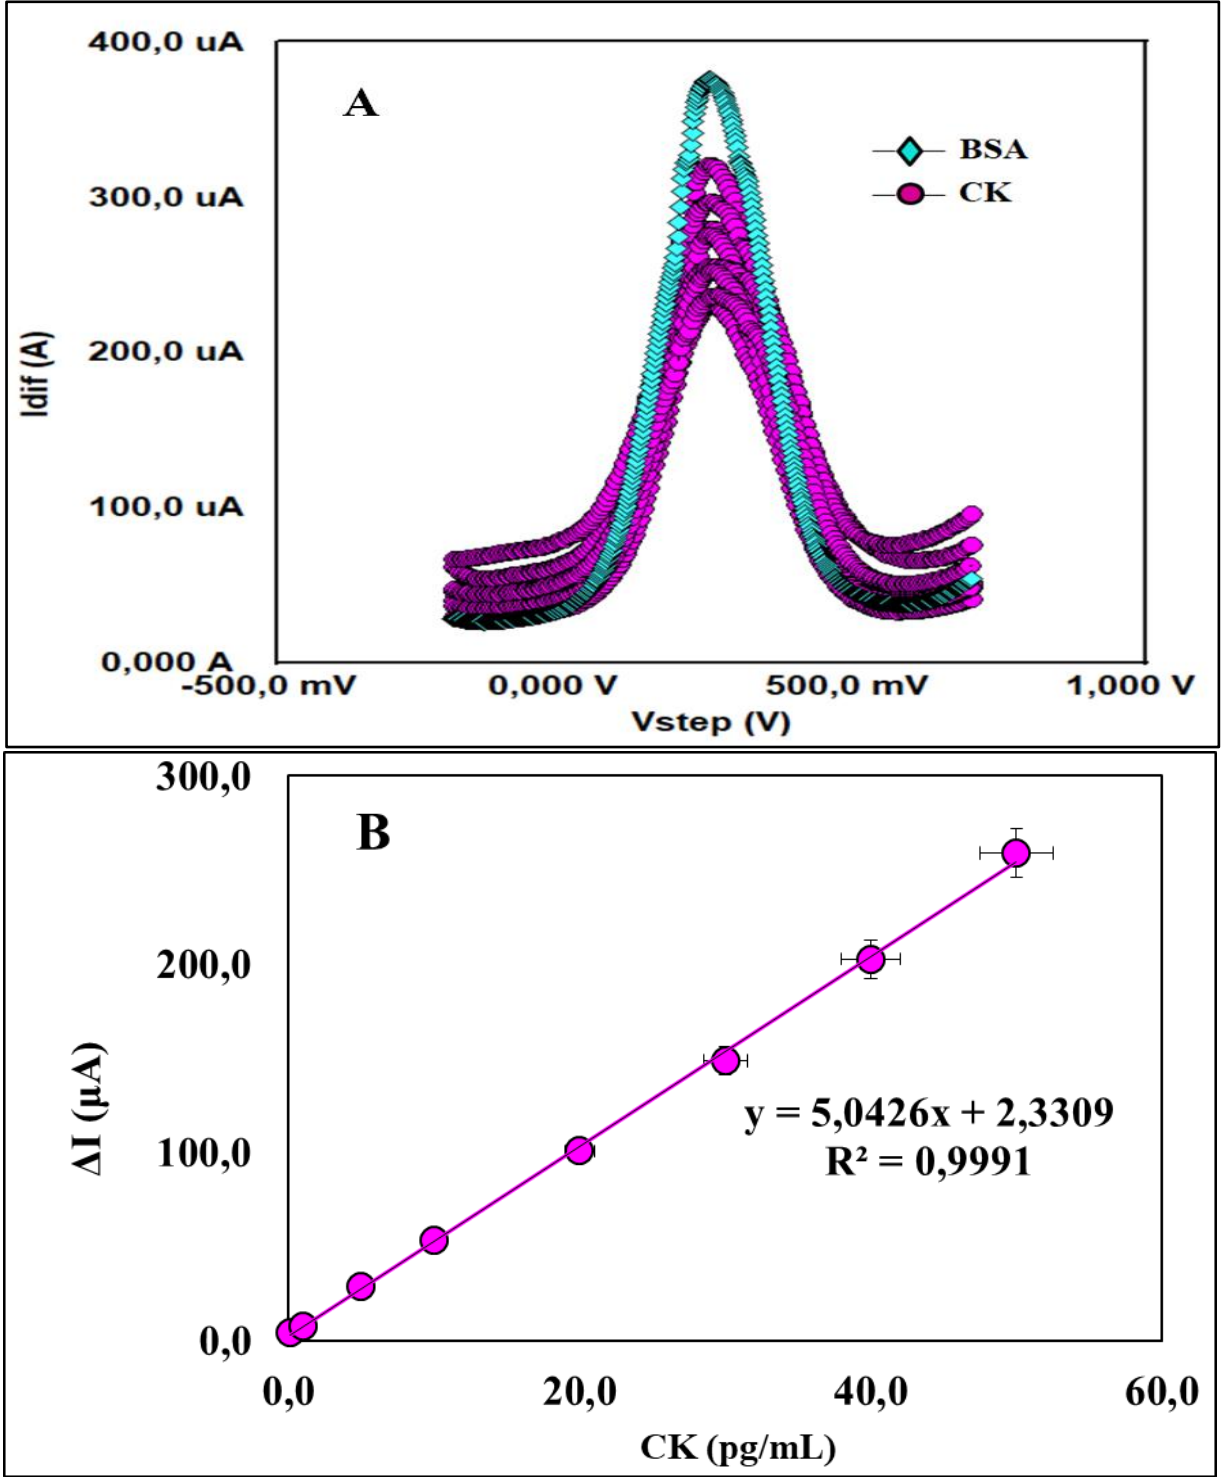 400,0 uA
A
BSA
300,0 uA
CK
Idif (A)
200,0 uA
100,0 uA
0,000 A
-500,0 mV
0,000 V
500,0 mV
1,000 V
Vstep (V)
300,0
B
200,0
ΔI (µA)
y = 5,0426x + 2,3309
100,0
R² = 0,9991
0,0
0,0
20,0
40,0
60,0
CK (pg/mL)